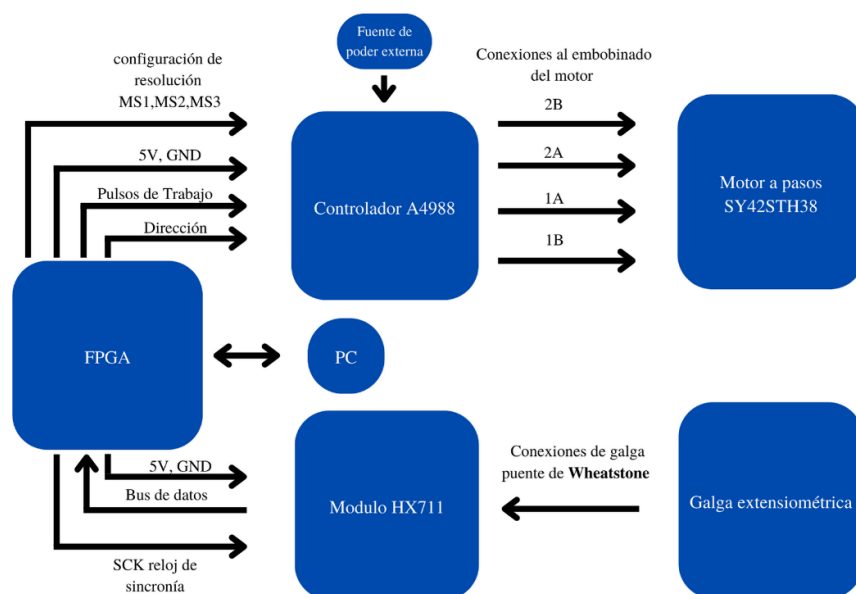 Fuente de
poder externa
configuración de
resolución
MS1,MS2,MS3
Conexiones al embobinado
del motor
5V, GND
Pulsos de Trabajo
Dirección
Controlador A4988
2B
2A
1A
1B
Motor a pasos
SY42STH38
FPGA
PC
5V, GND
Bus de datos
SCK reloj de
sincronía
Modulo HX711
Conexiones de galga
puente de Wheatstone
Galga extensiométrica